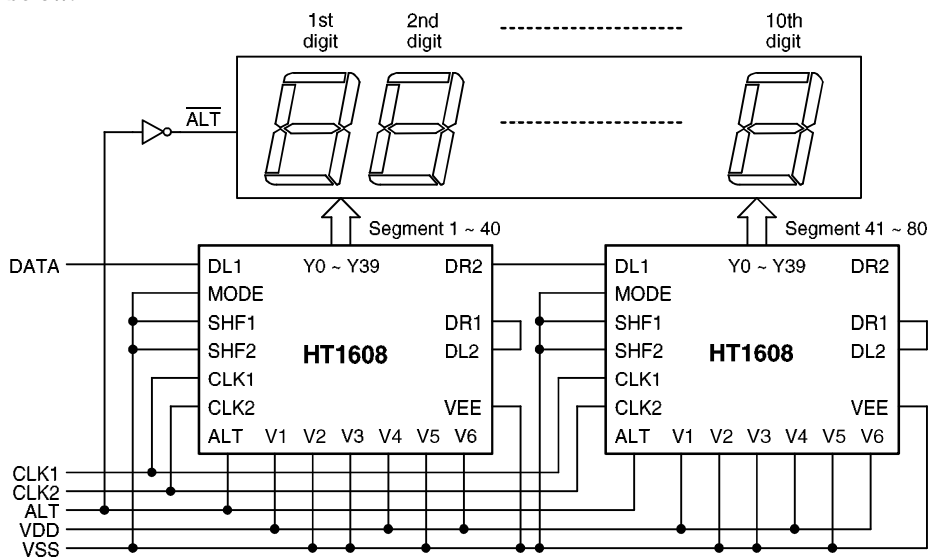 1st digit
2nd digit
10th digit
ALT
Segment 1 ~ 40
Segment 41 ~ 80
DATA
DL1
Y0 ~ Y39
DR2
MODE
SHF1
DR1
SHF2
HT1608
DL2
CLK1
CLK2
VEE
ALT V1 V2 V3 V4 V5 V6
DL1
Y0 ~ Y39
DR2
MODE
SHF1
DR1
SHF2
HT1608
DL2
CLK1
CLK2
VEE
ALT V1 V2 V3 V4 V5 V6
CLK1
CLK2
ALT
VDD
VSS